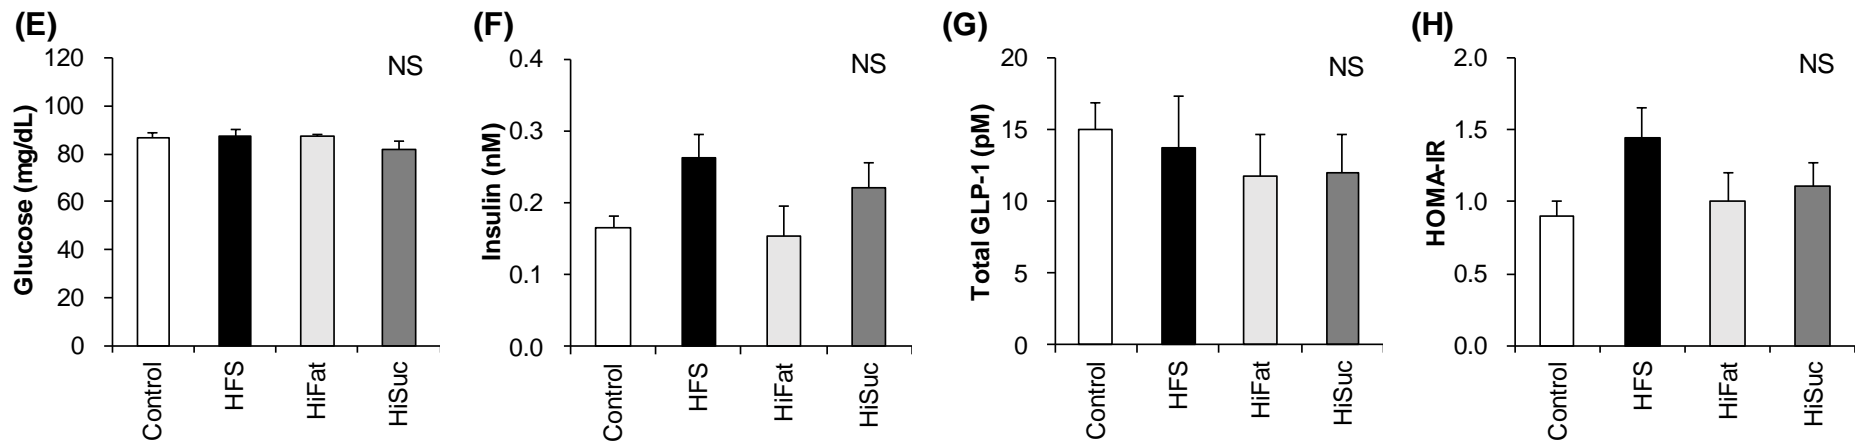 (E)
NS
Glucose (mg/dL)
120
100
80
60
40
20
0
Control
HFS
HiFat
HiSuc
(F)
NS
Insulin (nM)
0.4
0.3
0.2
0.1
0.0
Control
HFS
HiFat
HiSuc
(G)
NS
Total GLP-1 (pM)
20
15
10
5
0
Control
HFS
HiFat
HiSuc
(H)
NS
HOMA-IR
2.0
1.5
1.0
0.5
0.0
Control
HFS
HiFat
HiSuc